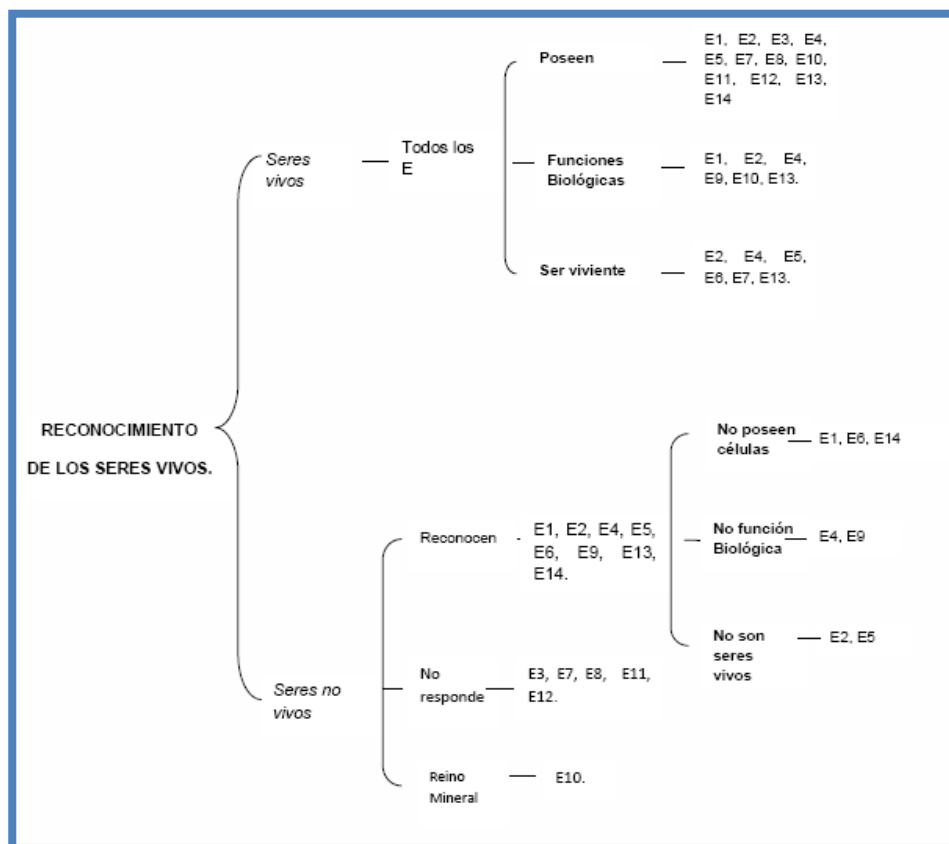 RECONOCIMIENTO
DE LOS SERES VIVOS.
Seres
vivos
Todos los
E
Poseen
E1, E2, E3, E4,
E5, E7, E8, E10,
E11, E12, E13,
E14
Funciones
Biológicas
E1, E2, E4,
E9, E10, E13.
Ser viviente
E2, E4, E5,
E6, E7, E13.
Seres no
vivos
Reconocen
E1, E2, E4, E5,
E6, E9, E13,
E14.
No poseen
células
E1, E6, E14
No función
Biológica
E4, E9
No son
seres
vivos
E2, E5
No
responde
E3, E7, E8, E11,
E12.
Reino
Mineral
E10.